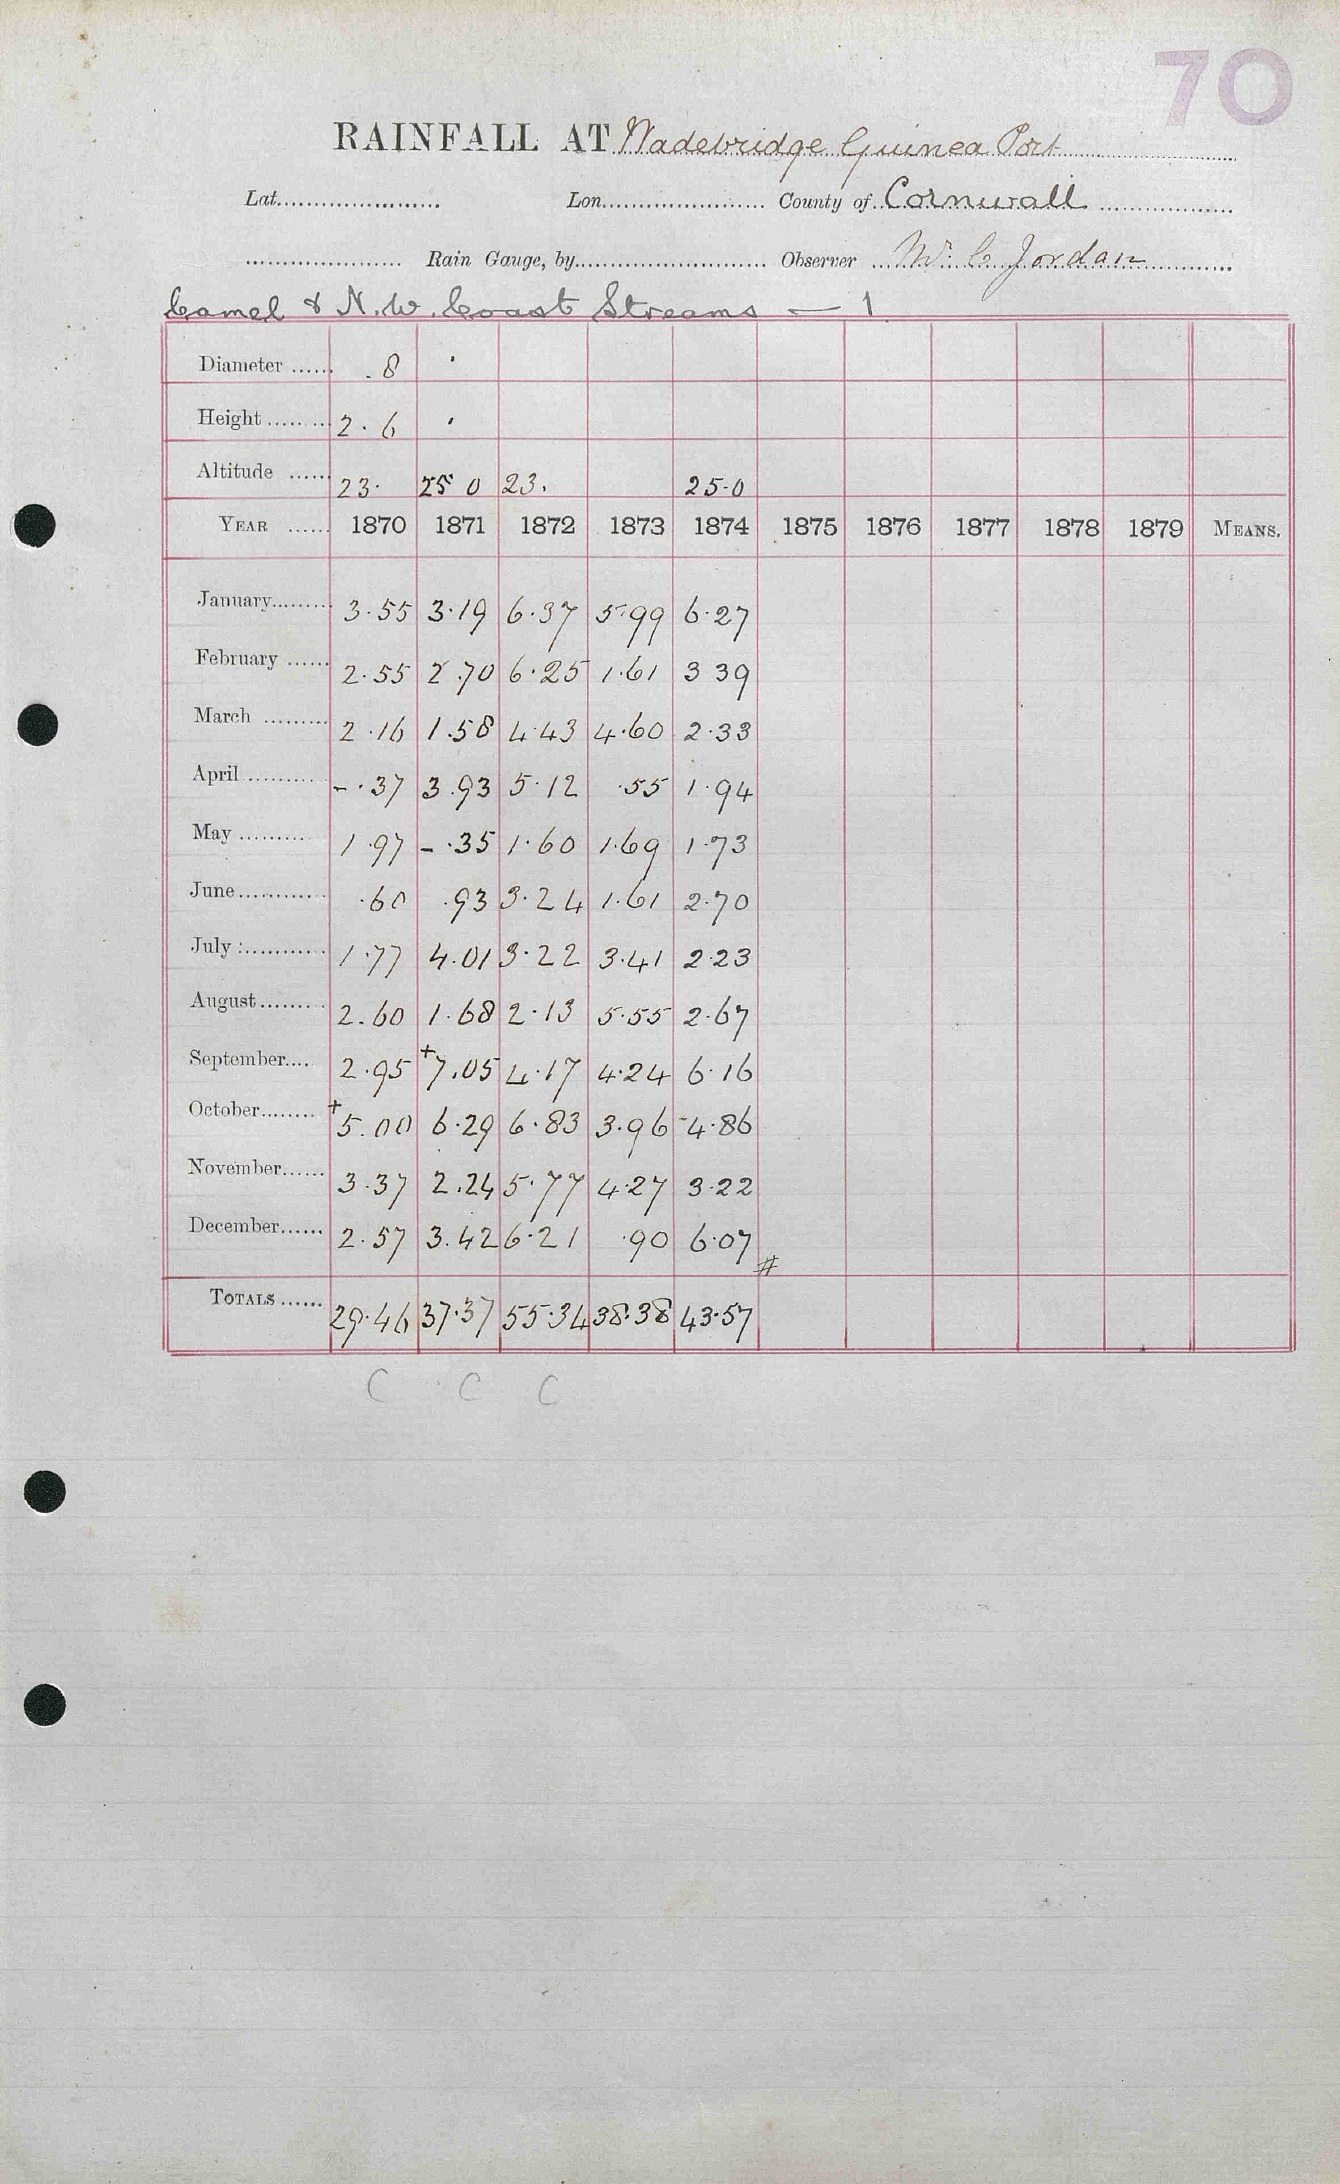 70
RAINFALL AT Wadebridge Guinea Port
Lat. Lon. County of Cornwall
Rain Gauge, by Observer W. C. Jordan
Camel & N.W. Coast Streams — 1
Diameter 8 '
Height 2.6 '
Altitude 23. 25 0 23. 25.0
YEAR 1870 1871 1872 1873 1874 1875 1876 1877 1878 1879 MEANS.
January 3.55 3.19 6.37 5.99 6.27
February 2.55 2.70 6.25 1.61 3 39
March 2.16 1.58 4.43 4.60 2.33
April - .37 3.93 5.12 .55 1.94
May 1.97 - .35 1.60 1.69 1.73
June .60 .93 3.24 1.61 2.70
July 1.77 4.01 3.22 3.41 2.23
August 2.60 1.68 2.13 5.55 2.67
September 2.95 +7.05 4.17 4.24 6.16
October +5.00 6.29 6.83 3.96 4.86
November 3.37 2.24 5.77 4.27 3.22
December 2.57 3.42 6.21 .90 6.07 #
TOTALS 29.46 37.37 55.34 38.38 43.57
C C C